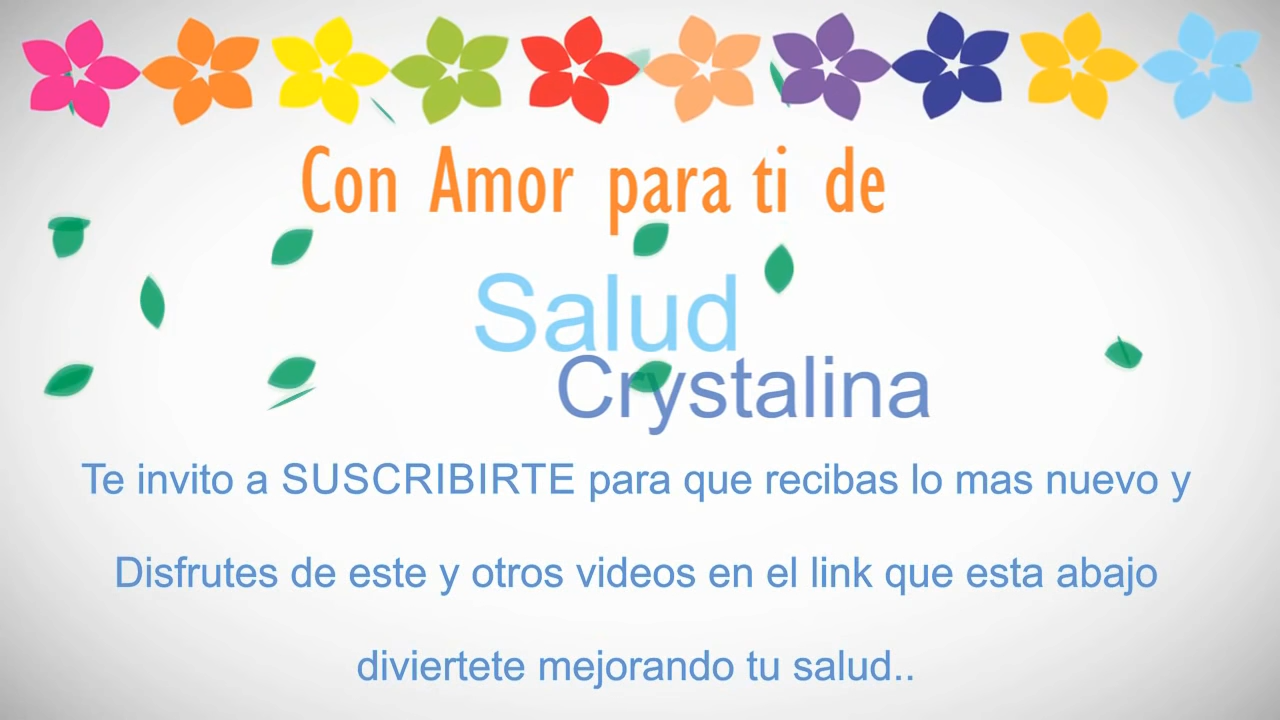 Con Amor para ti de
Salud
Crystalina
Te invito a SUSCRIBIRTE para que recibas lo mas nuevo y
Disfrutes de este y otros videos en el link que esta abajo
diviertete mejorando tu salud..